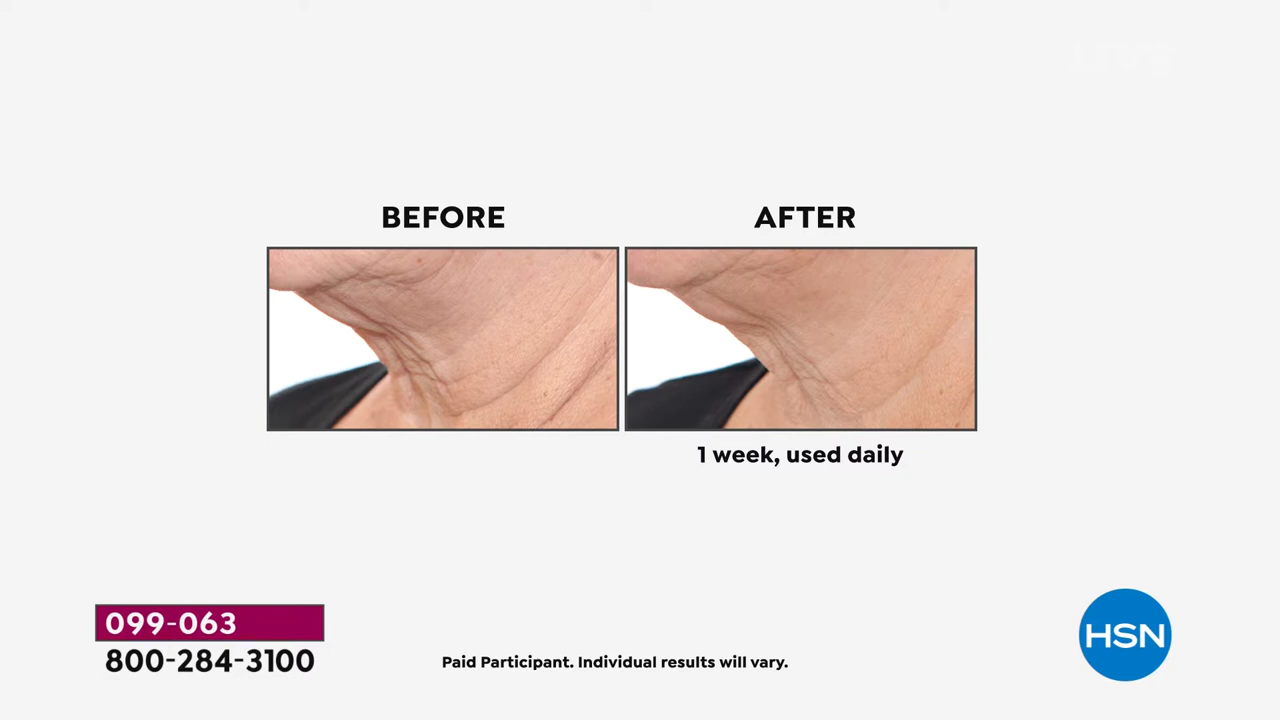 BEFORE
AFTER
1 week, used daily
099-063
800-284-3100
Paid Participant. Individual results will vary.
HSN